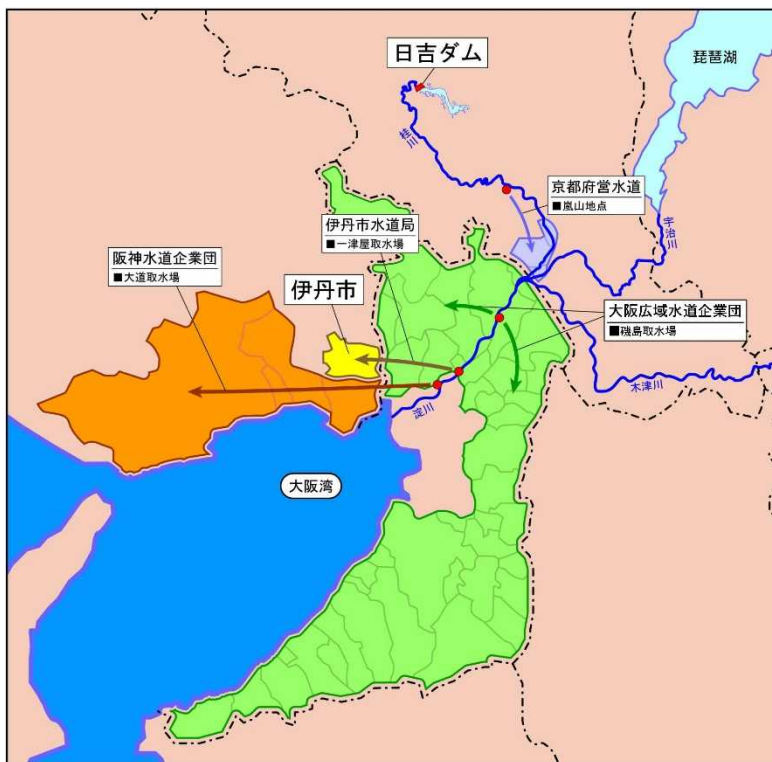 日吉ダム
琵琶湖
桂川
京都府営水道
■嵐山地点
宇治川
伊丹市水道局
■一津屋取水場
阪神水道企業団
■大道取水場
伊丹市
大阪広域水道企業団
■磯島取水場
木津川
淀川
大阪湾